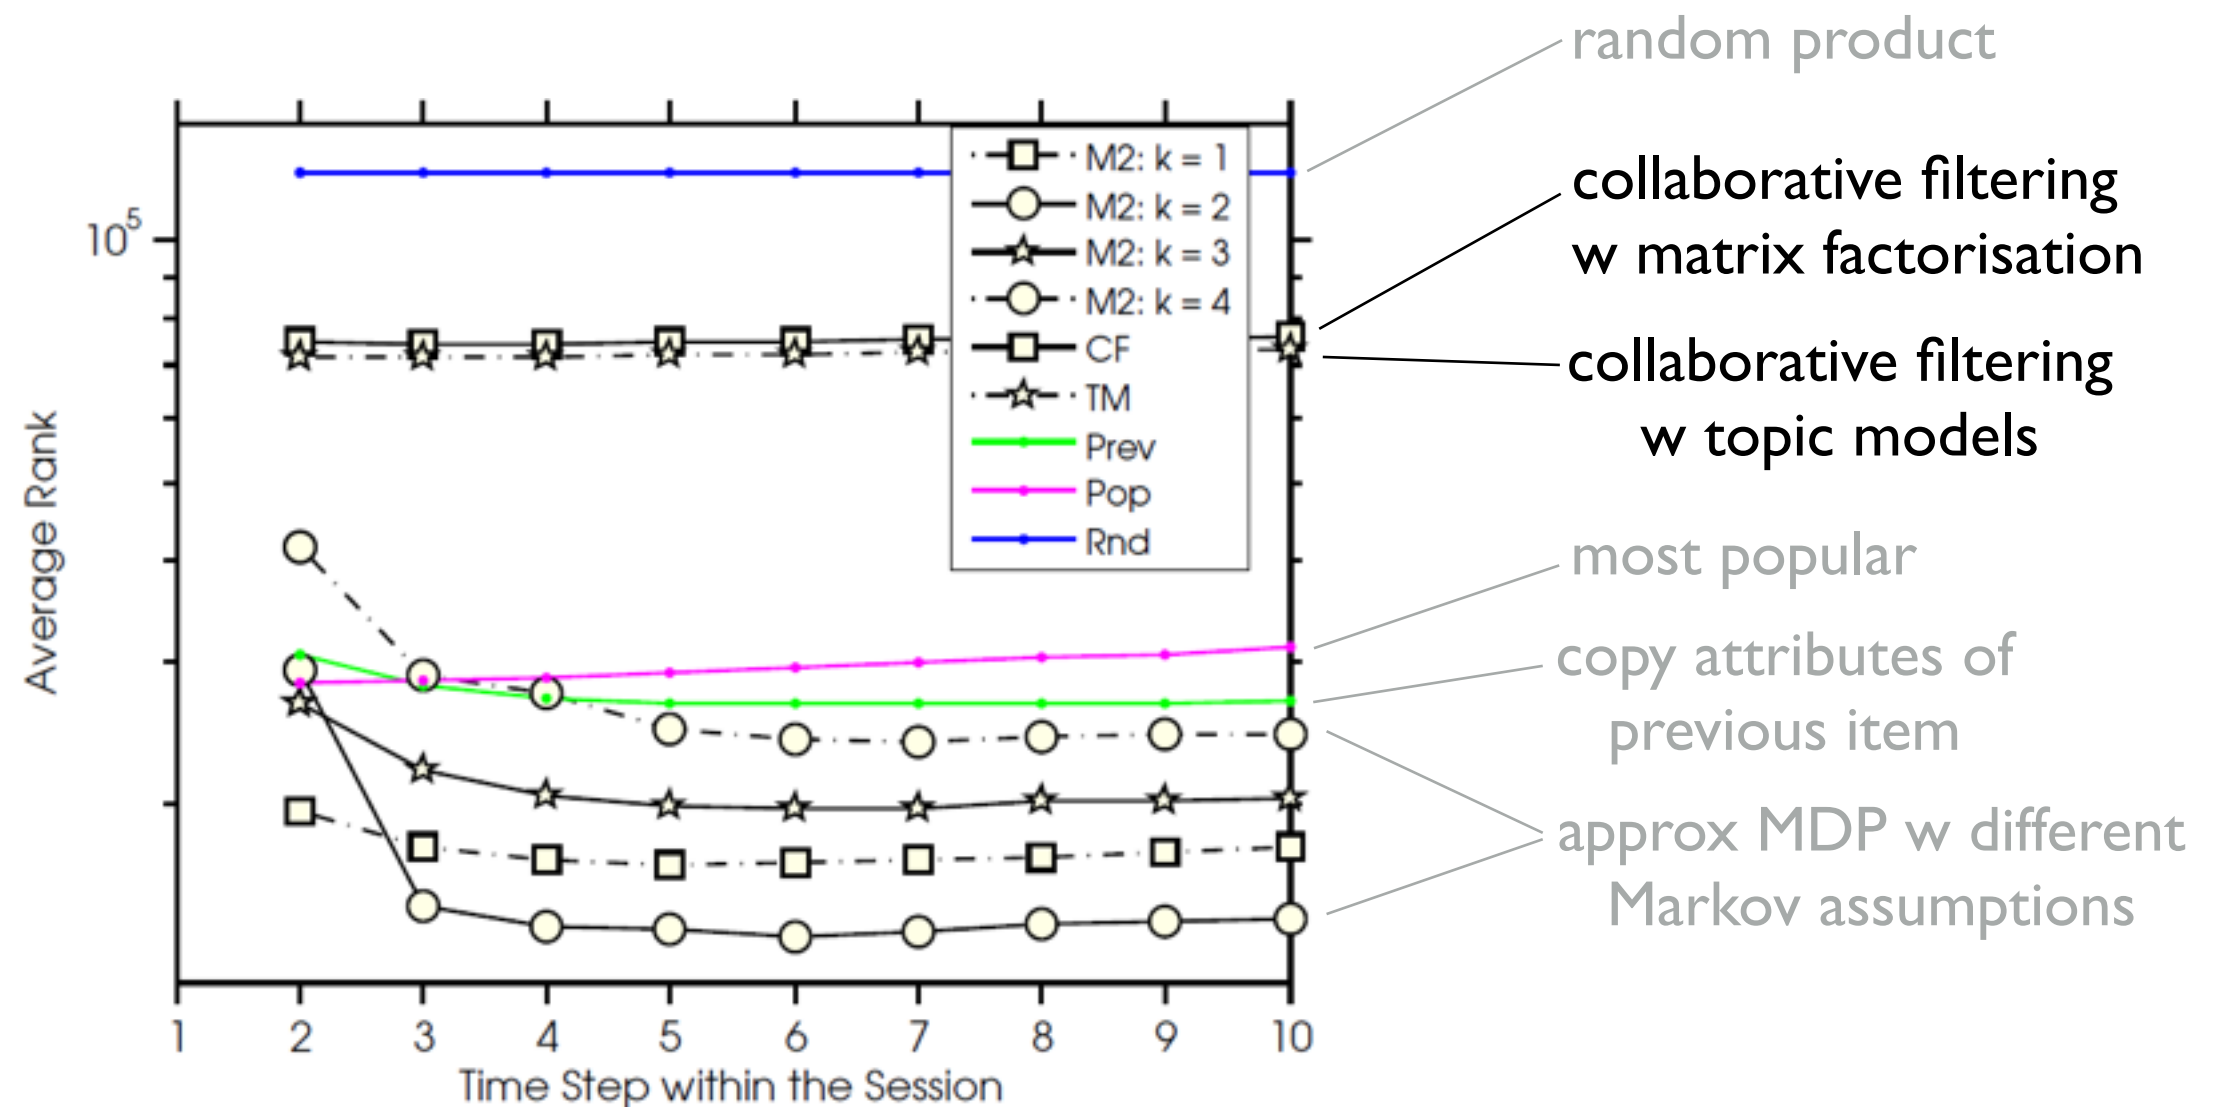 random product
collaborative filtering
w matrix factorisation
collaborative filtering
w topic models
most popular
copy attributes of
previous item
approx MDP w different
Markov assumptions
M2: k = 1
M2: k = 2
M2: k = 3
M2: k = 4
CF
TM
Prev
Pop
Rnd
10^5
Average Rank
1 2 3 4 5 6 7 8 9 10
Time Step within the Session